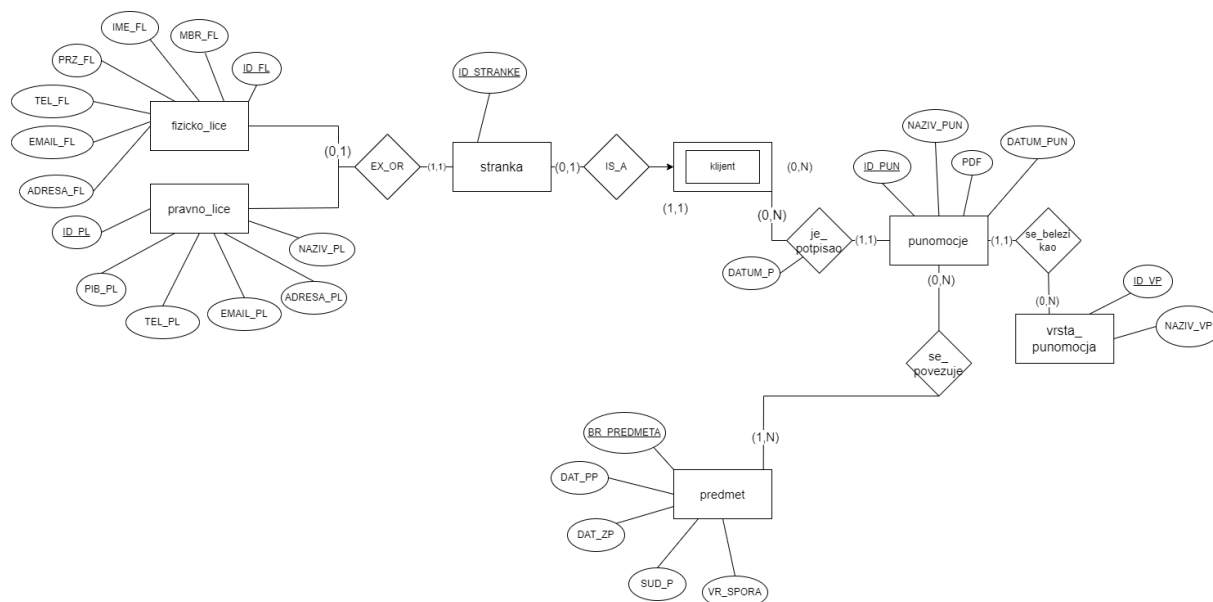 IME_FL
MBR_FL
PRZ_FL
ID_FL
TEL_FL
fizicko_lice
EMAIL_FL
ADRESA_FL
(0,1)
pravno_lice
ID_PL
NAZIV_PL
PIB_PL
ADRESA_PL
TEL_PL
EMAIL_PL
EX_OR
(1,1)
ID_STRANKE
stranka
(0,1)
IS_A
klijent
(0,N)
(1,1)
(0,N)
je_
potpisao
DATUM_P
(1,1)
NAZIV_PUN
DATUM_PUN
ID_PUN
PDF
punomocje
(1,1)
se_belezi
kao
(0,N)
ID_VP
(0,N)
vrsta_
punomocja
NAZIV_VP
se_
povezuje
(1,N)
BR_PREDMETA
DAT_PP
predmet
DAT_ZP
SUD_P
VR_SPORA